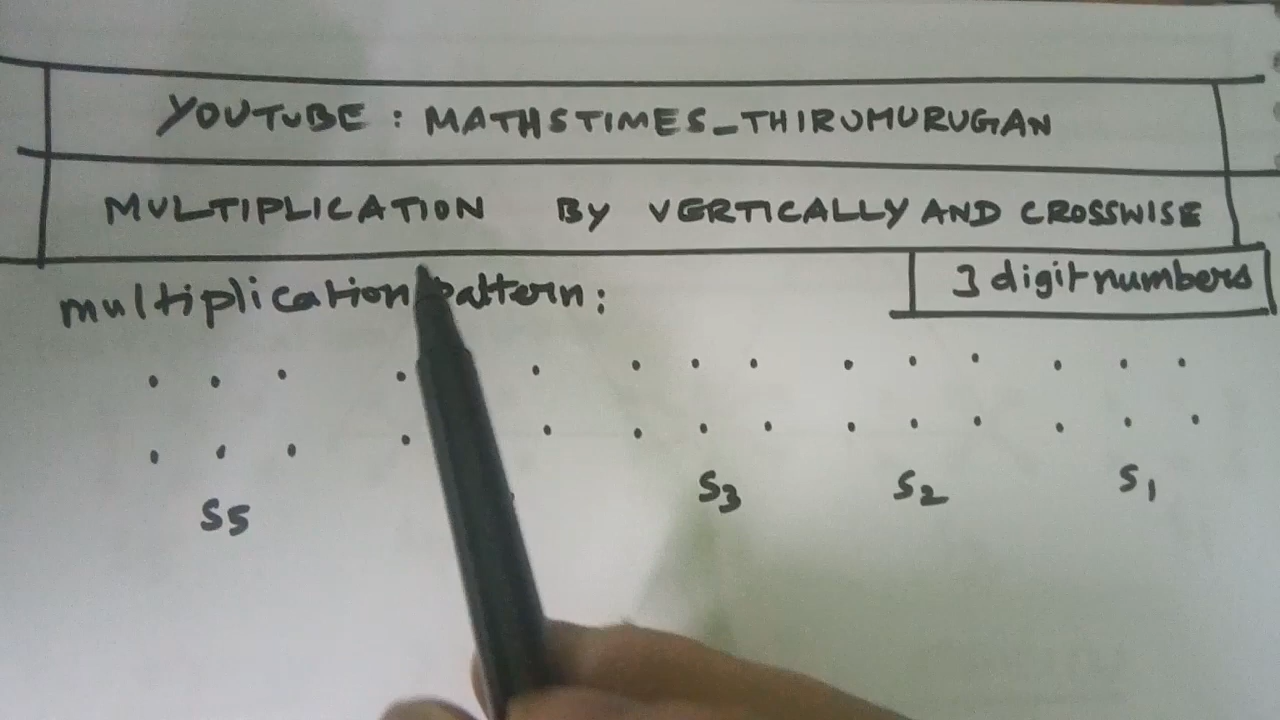 YOUTUBE : MATHSTIMES_THIRUMURUGAN
MULTIPLICATION BY VERTICALLY AND CROSSWISE
multiplication pattern:
3 digit numbers
S5 S3 S2 S1